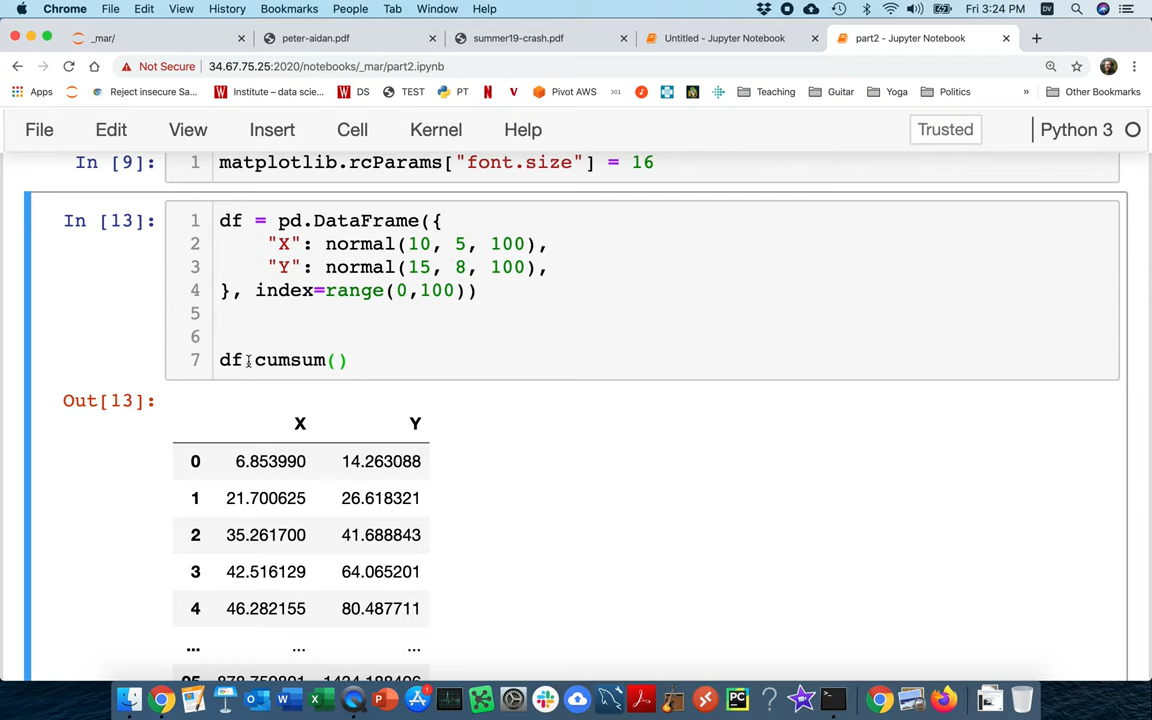 Chrome File Edit View History Bookmarks People Tab Window Help Fri 3:24 PM DV
_mar/ peter-aidan.pdf summer19-crash.pdf Untitled - Jupyter Notebook part2 - Jupyter Notebook
Not Secure 34.67.75.25:2020/notebooks/_mar/part2.ipynb
Apps Reject insecure Sa... Institute – data scie... DS TEST PT Pivot AWS 301 Teaching Guitar Yoga Politics » Other Bookmarks
File Edit View Insert Cell Kernel Help Trusted Python 3
In [9]: 1 matplotlib.rcParams["font.size"] = 16
In [13]: 1 df = pd.DataFrame({
2 "X": normal(10, 5, 100),
3 "Y": normal(15, 8, 100),
4 }, index=range(0,100))
5
6
7 df.cumsum()
Out[13]:
X Y
0 6.853990 14.263088
1 21.700625 26.618321
2 35.261700 41.688843
3 42.516129 64.065201
4 46.282155 80.487711
... ... ...